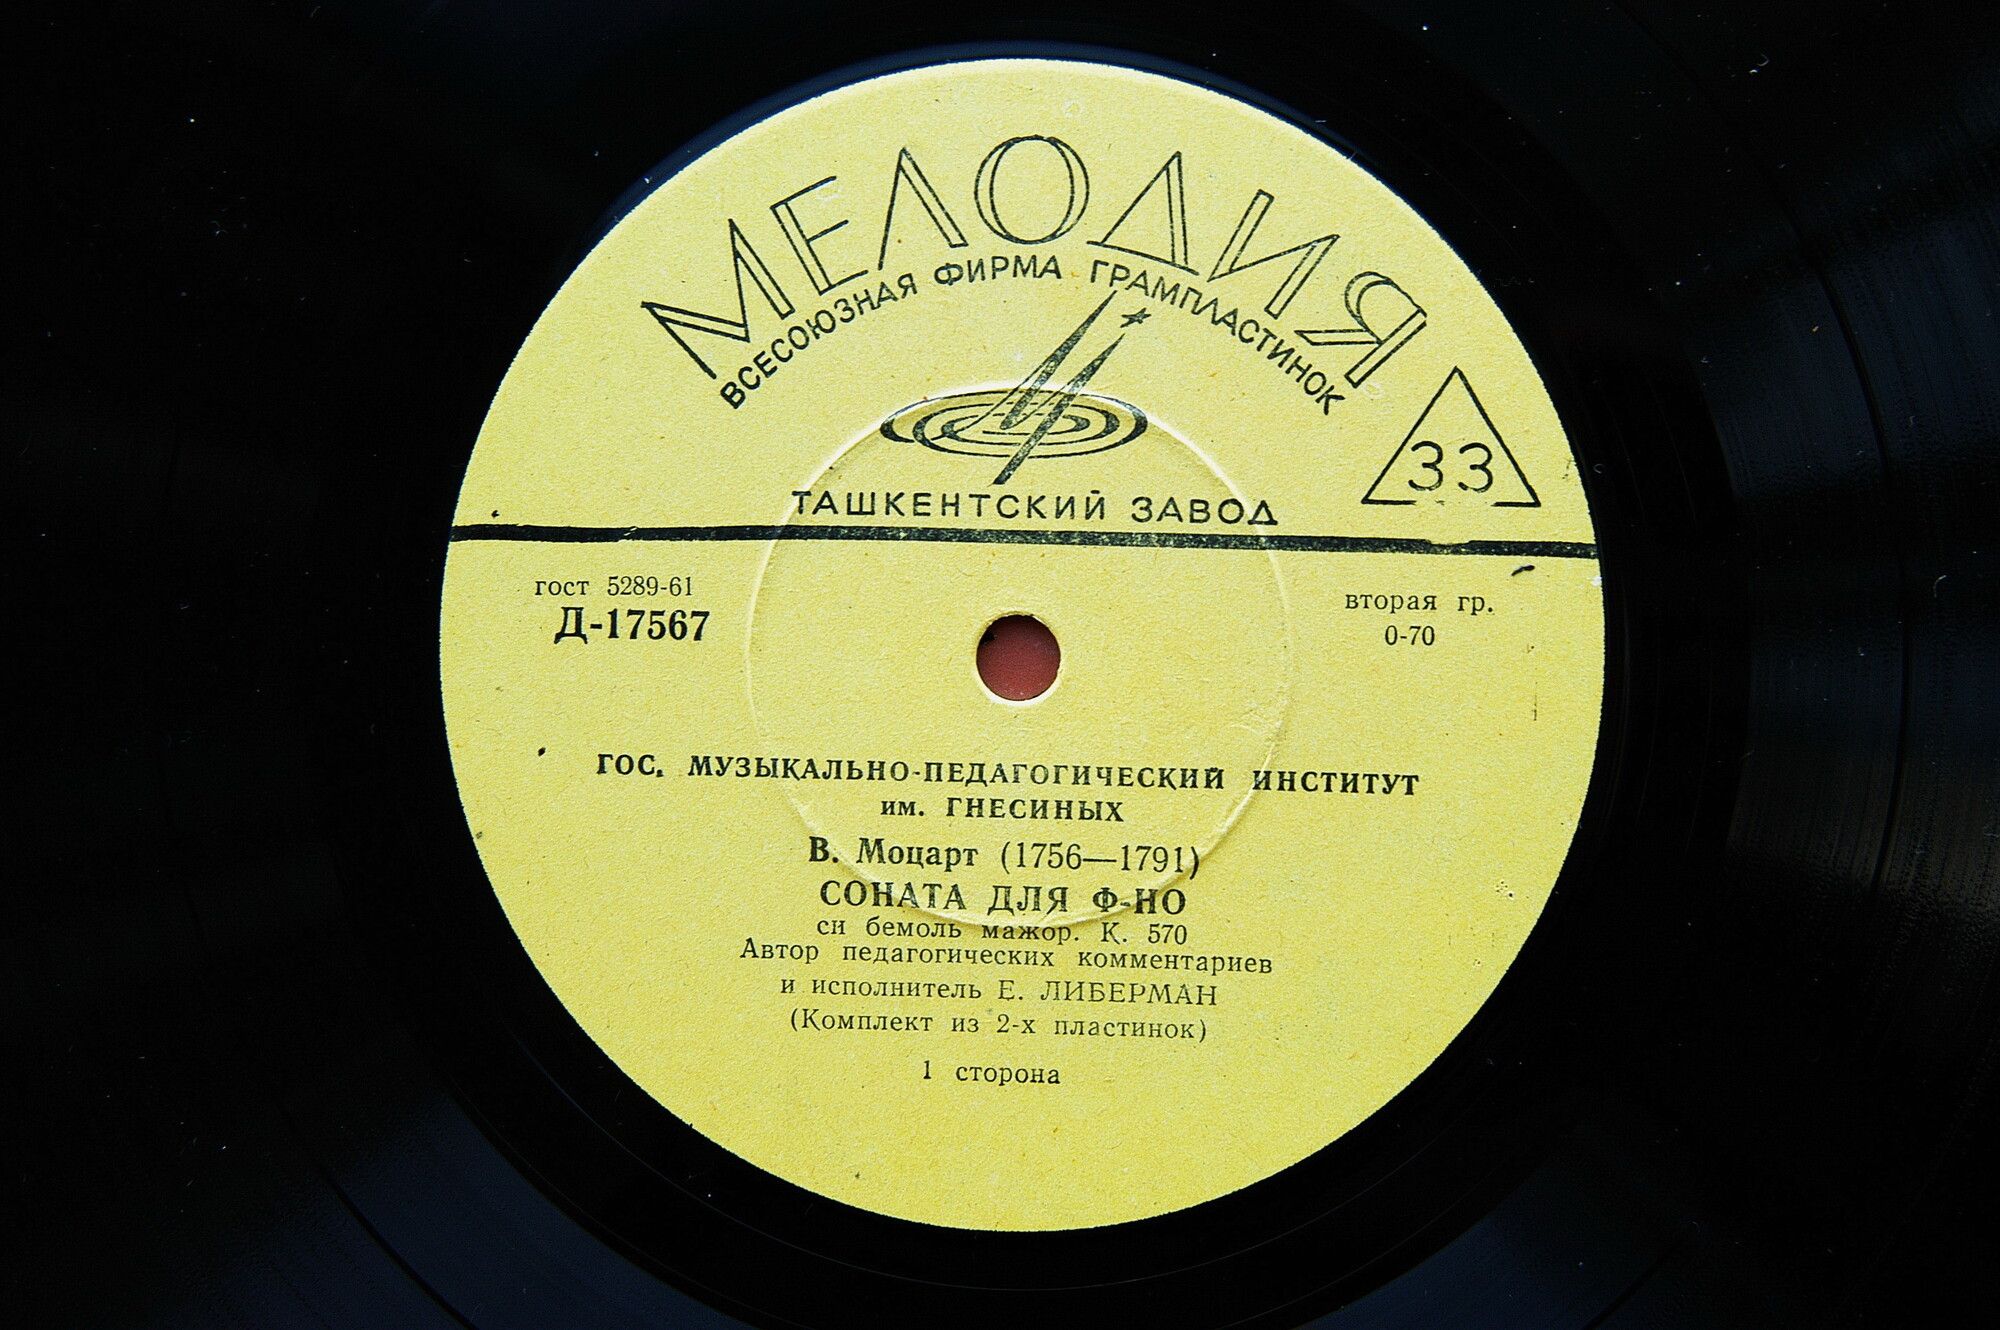 МЕЛОДИЯ
ВСЕСОЮЗНАЯ ФИРМА ГРАМПЛАСТИНОК
33
ТАШКЕНТСКИЙ ЗАВОД
гост 5289-61
Д-17567
вторая гр.
0-70
ГОС. МУЗЫКАЛЬНО-ПЕДАГОГИЧЕСКИЙ ИНСТИТУТ
им. ГНЕСИНЫХ
В. Моцарт (1756—1791)
СОНАТА ДЛЯ Ф-НО
си бемоль мажор. К. 570
Автор педагогических комментариев
и исполнитель Е. ЛИБЕРМАН
(Комплект из 2-х пластинок)
1 сторона